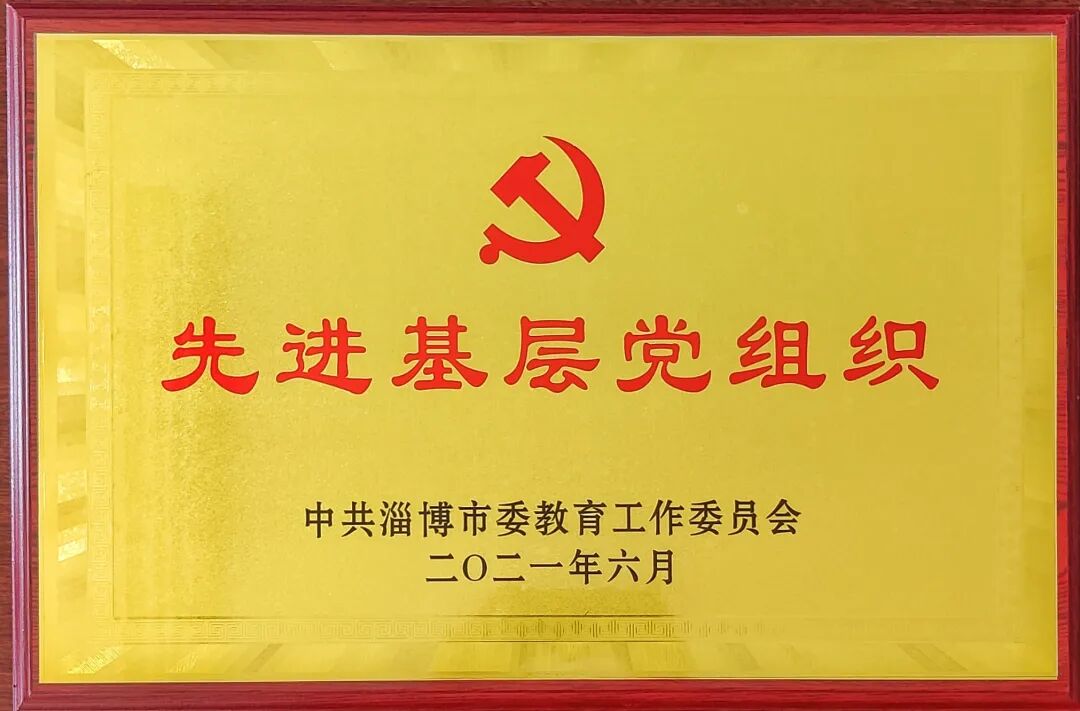 先进基层党组织
中共淄博市委教育工作委员会
二〇二一年六月